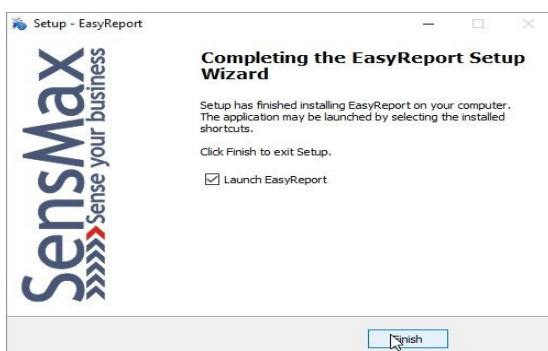 Setup - EasyReport
SensMax
Sense your business
Completing the EasyReport Setup
Wizard
Setup has finished installing EasyReport on your computer.
The application may be launched by selecting the installed
shortcuts.
Click Finish to exit Setup.
Launch EasyReport
Finish